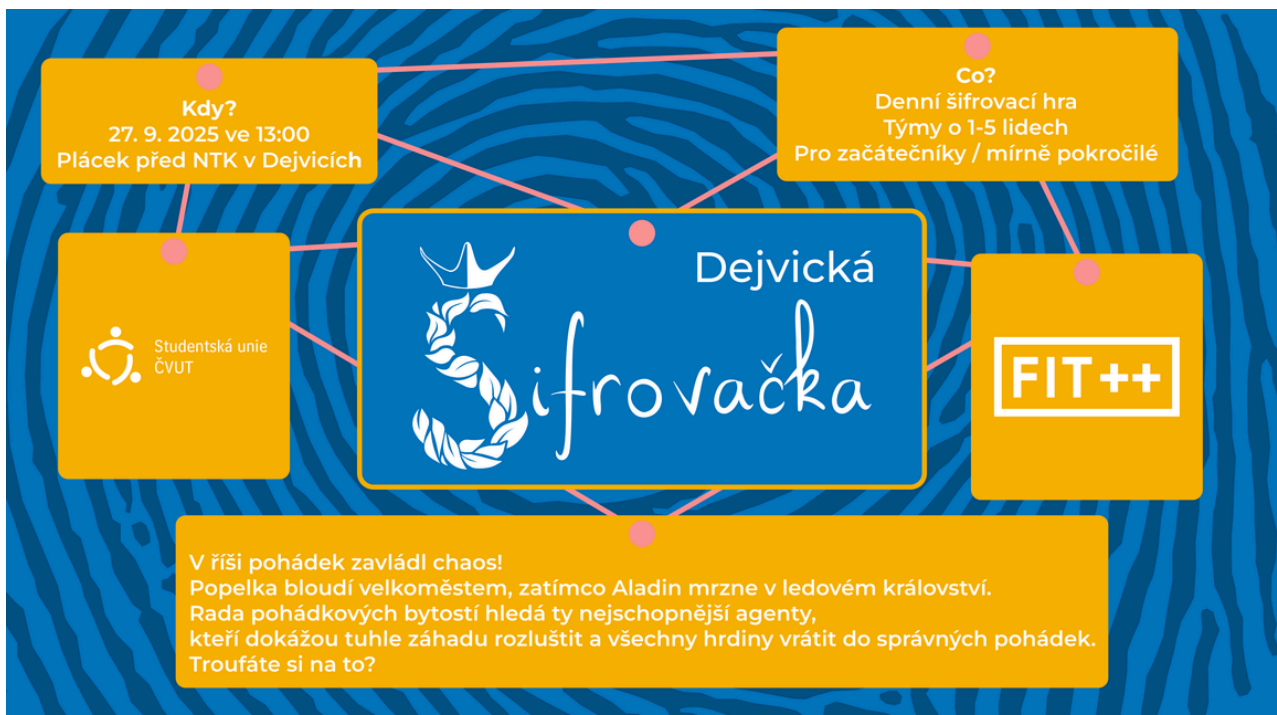 Kdy?
27. 9. 2025 ve 13:00
Plácek před NTK v Dejvicích
Co?
Denní šifrovací hra
Týmy o 1-5 lidech
Pro začátečníky / mírně pokročilé
Studentská unie
ČVUT
Dejvická
Šifrovačka
FIT++
V říši pohádek zavládl chaos!
Popelka bloudí velkoměstem, zatímco Aladin mrzne v ledovém království.
Rada pohádkových bytostí hledá ty nejschopnější agenty,
kteří dokážou tuhle záhadu rozluštit a všechny hrdiny vrátit do správných pohádek.
Troufáte si na to?